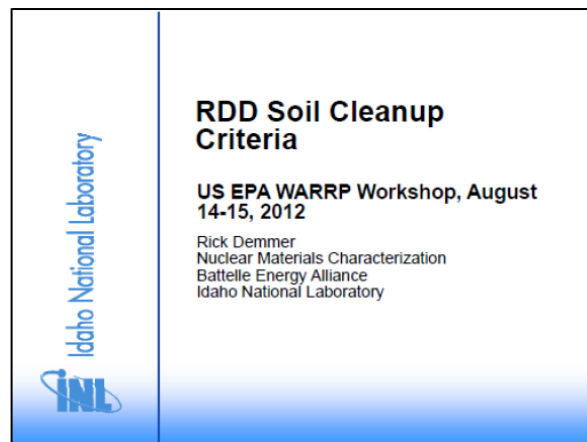 RDD Soil Cleanup
Criteria
US EPA WARRP Workshop, August
14-15, 2012
Rick Demmer
Nuclear Materials Characterization
Battelle Energy Alliance
Idaho National Laboratory
Idaho National Laboratory
INL